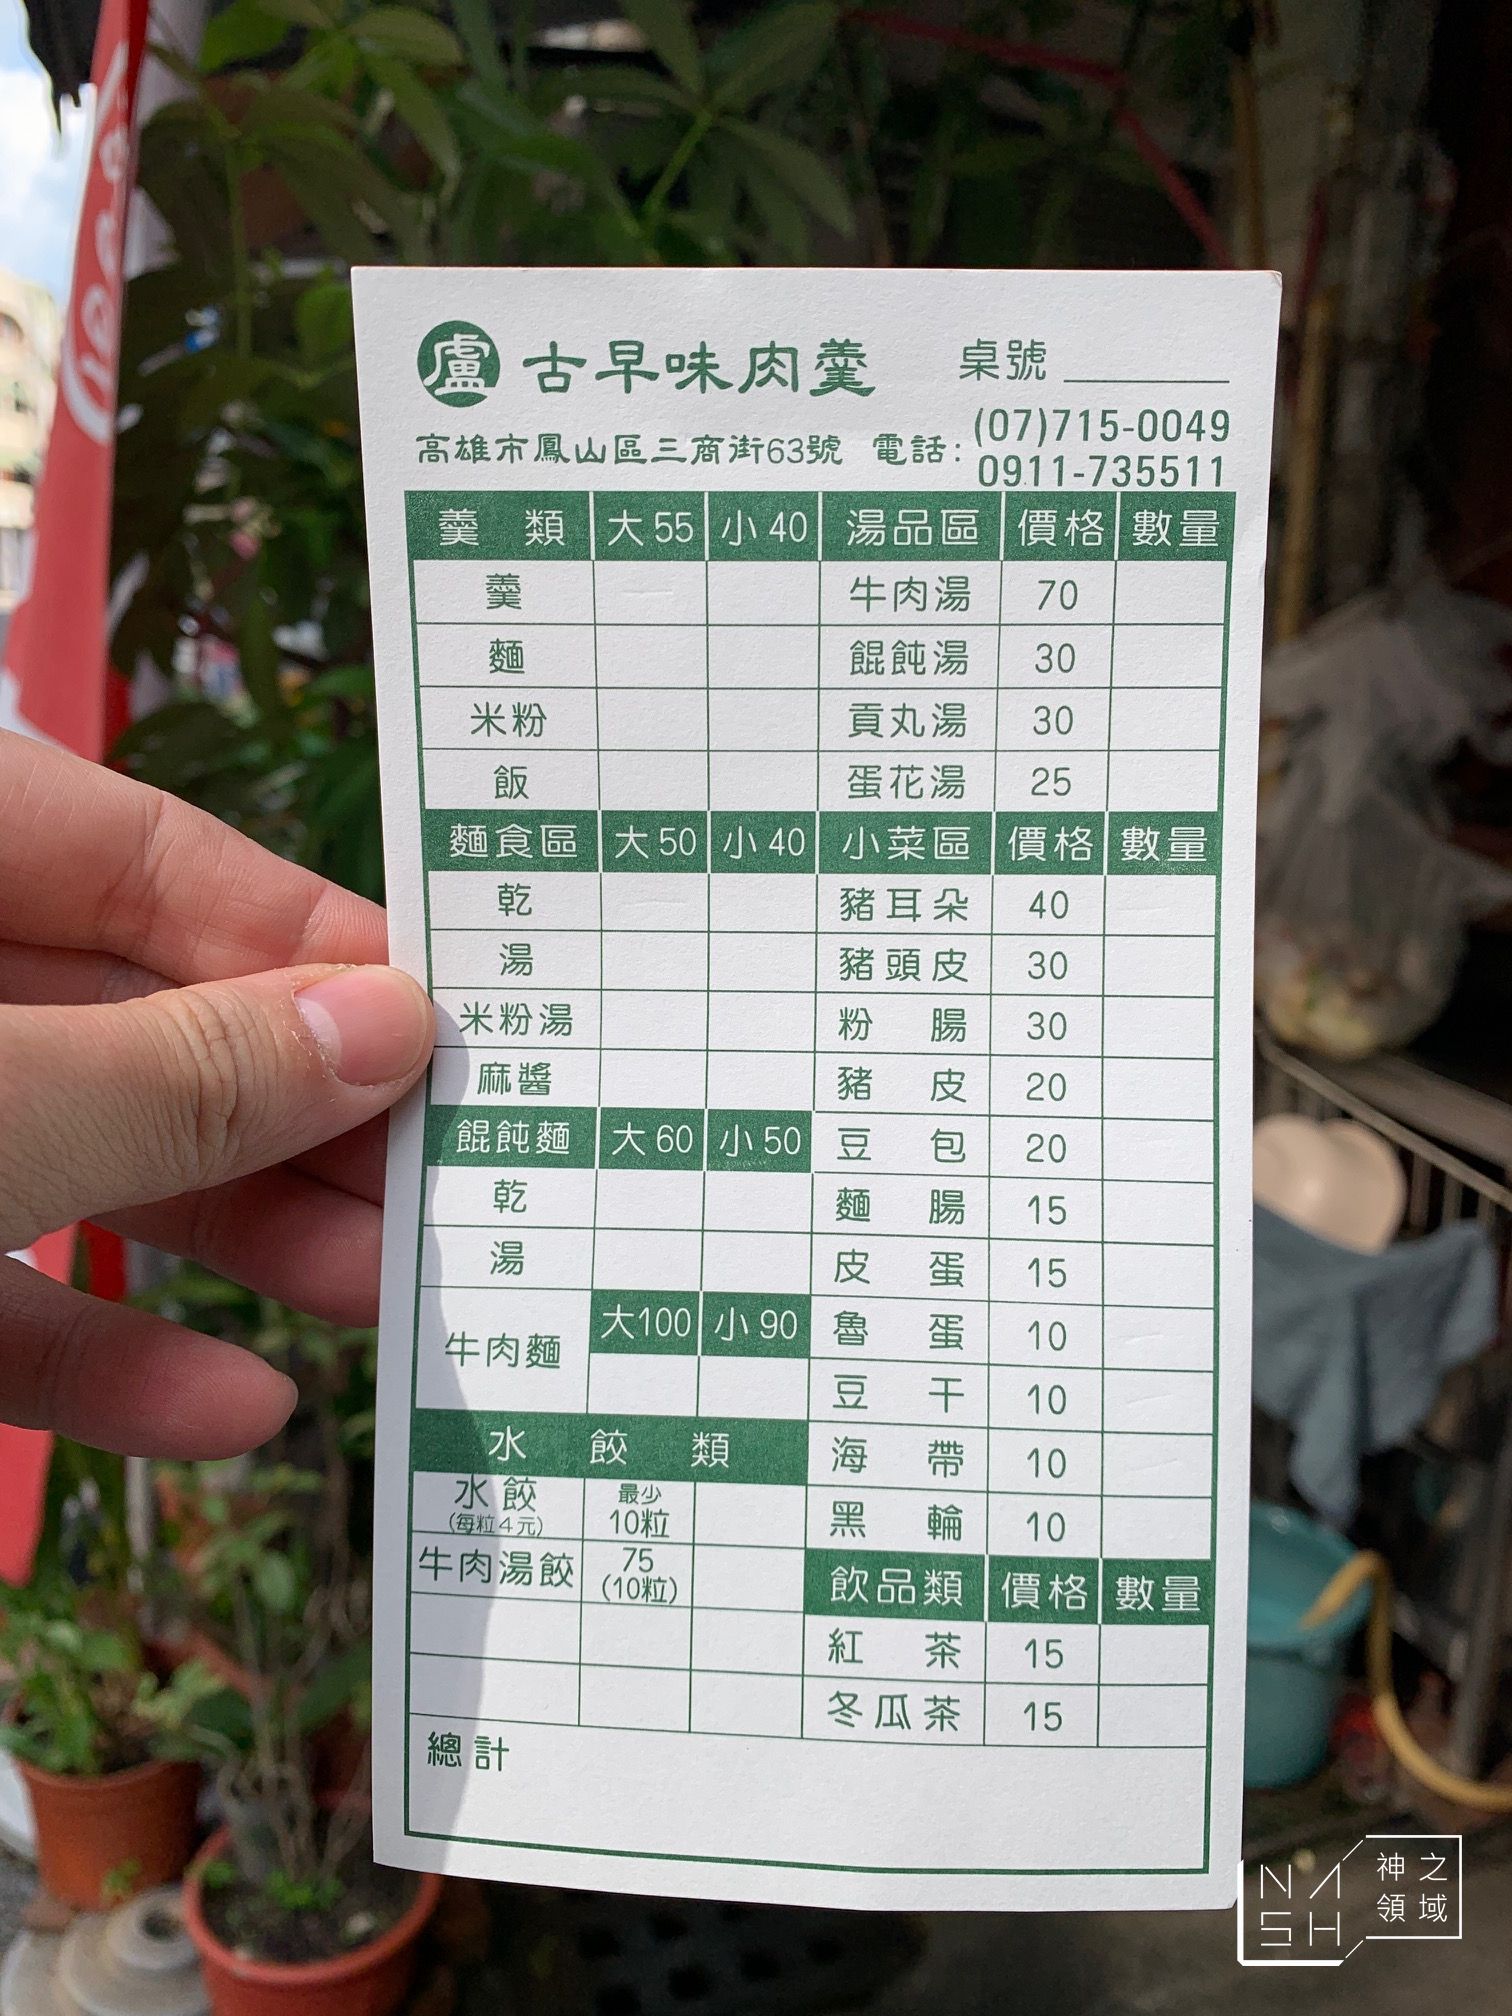 盧 古早味肉羹 桌號
高雄市鳳山區三商街63號 電話: (07)715-0049
0911-735511
羹類 大55 小40 湯品區 價格 數量
羹 牛肉湯 70
麵 餛飩湯 30
米粉 貢丸湯 30
飯 蛋花湯 25
麵食區 大50 小40 小菜區 價格 數量
乾 豬耳朵 40
湯 豬頭皮 30
米粉湯 粉腸 30
麻醬 豬皮 20
餛飩麵 大60 小50 豆包 20
乾 麵腸 15
湯 皮蛋 15
牛肉麵 大100 小90 魯蛋 10
豆干 10
水餃類 海帶 10
水餃 (每粒4元) 最少10粒 黑輪 10
牛肉湯餃 75 (10粒) 飲品類 價格 數量
紅茶 15
冬瓜茶 15
總計
NASH 神之領域